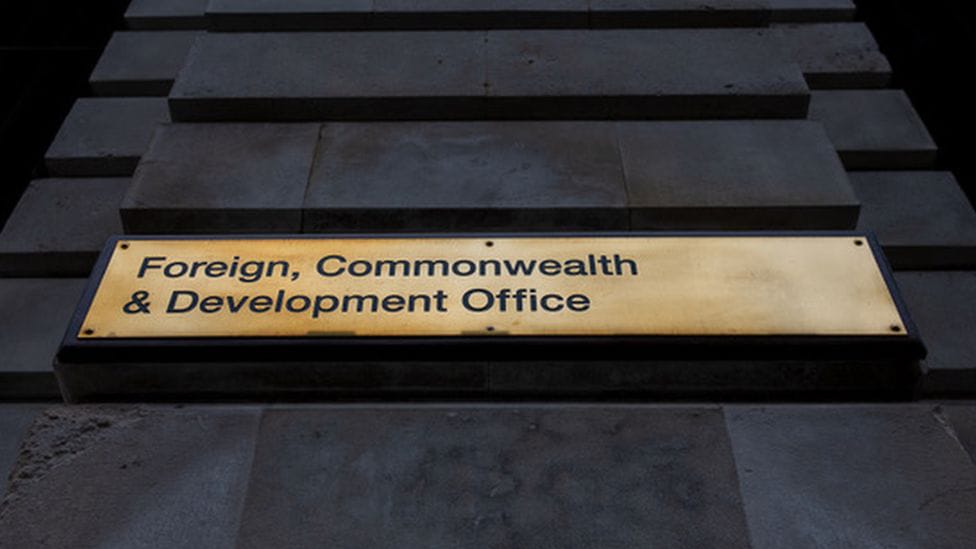 Foreign, Commonwealth
& Development Office